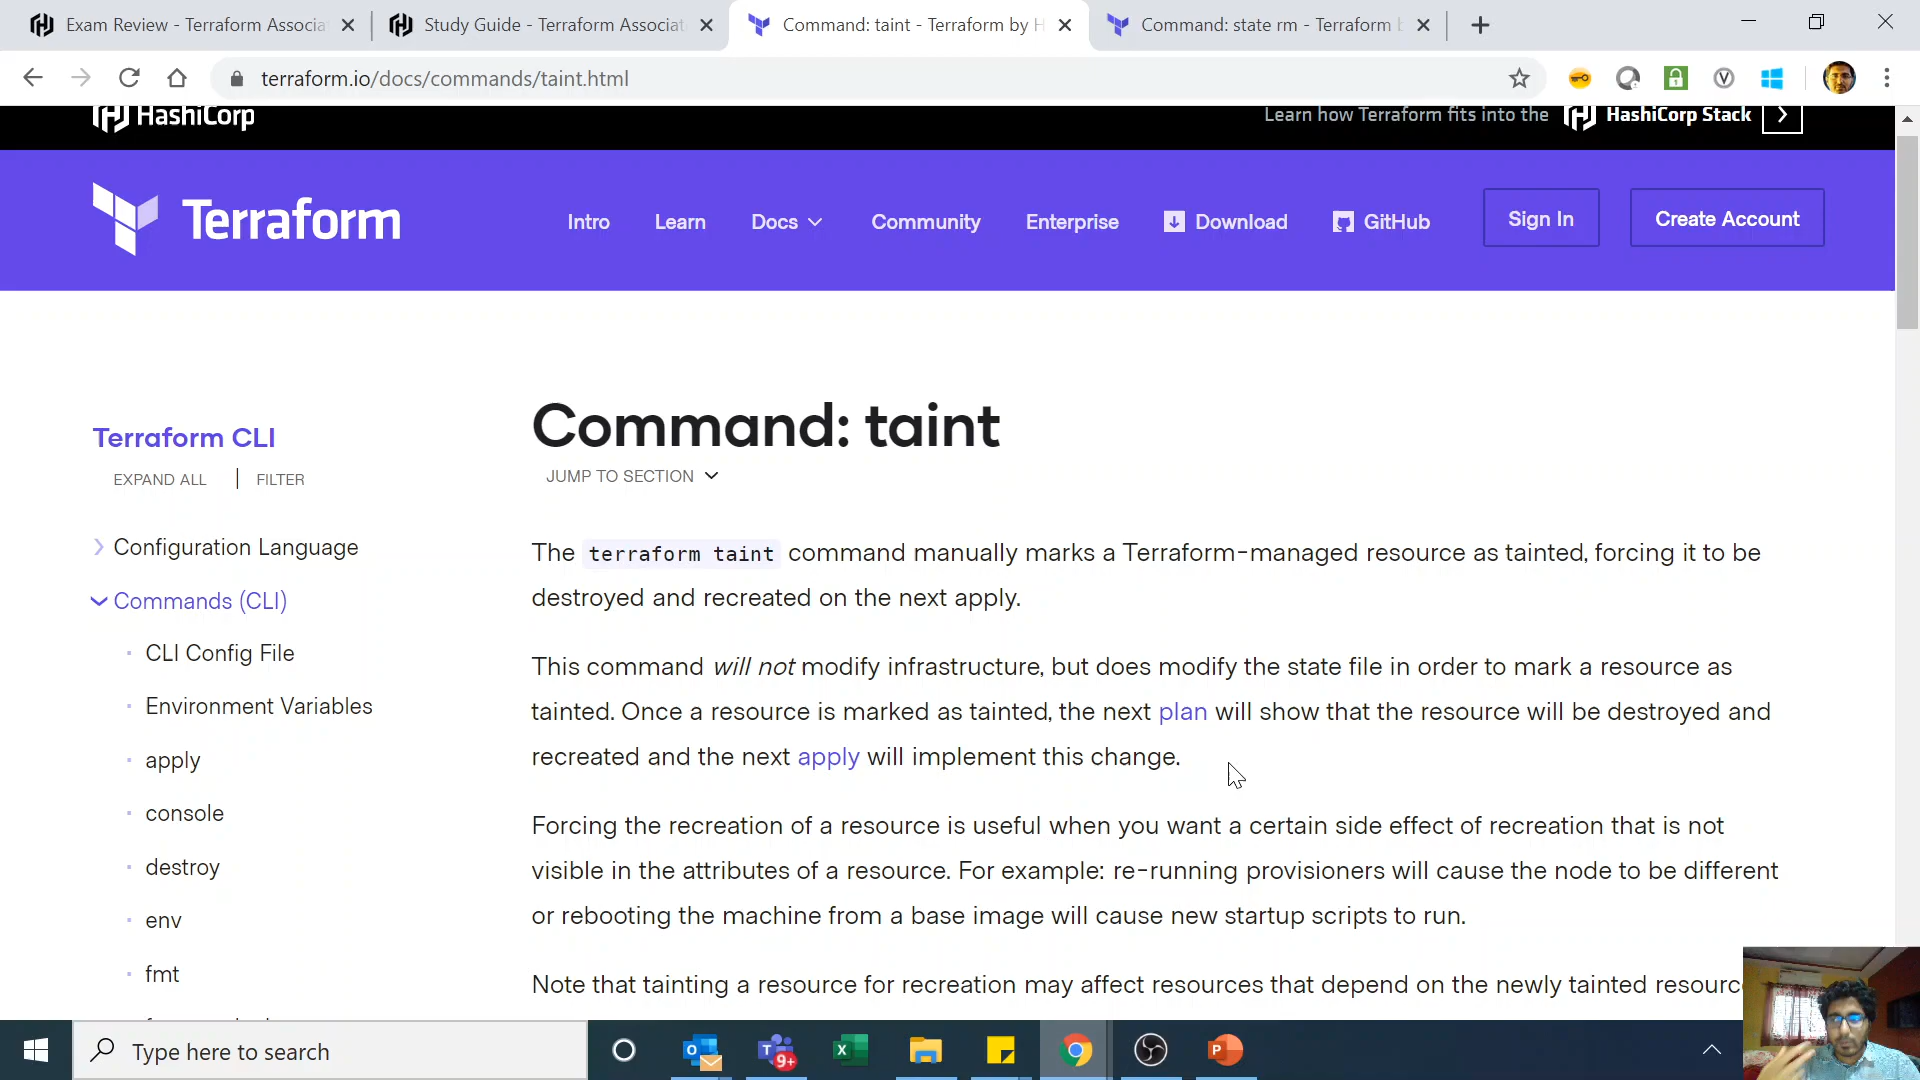 Exam Review - Terraform Associa
Study Guide - Terraform Associat
Command: taint - Terraform by H
Command: state rm - Terraform b
terraform.io/docs/commands/taint.html
HashiCorp
Learn how Terraform fits into the HashiCorp Stack
Terraform
Intro
Learn
Docs
Community
Enterprise
Download
GitHub
Sign In
Create Account
Terraform CLI
EXPAND ALL
FILTER
Configuration Language
Commands (CLI)
CLI Config File
Environment Variables
apply
console
destroy
env
fmt
Command: taint
JUMP TO SECTION
The terraform taint command manually marks a Terraform-managed resource as tainted, forcing it to be
destroyed and recreated on the next apply.
This command will not modify infrastructure, but does modify the state file in order to mark a resource as
tainted. Once a resource is marked as tainted, the next plan will show that the resource will be destroyed and
recreated and the next apply will implement this change.
Forcing the recreation of a resource is useful when you want a certain side effect of recreation that is not
visible in the attributes of a resource. For example: re-running provisioners will cause the node to be different
or rebooting the machine from a base image will cause new startup scripts to run.
Note that tainting a resource for recreation may affect resources that depend on the newly tainted resourc
Type here to search
9+